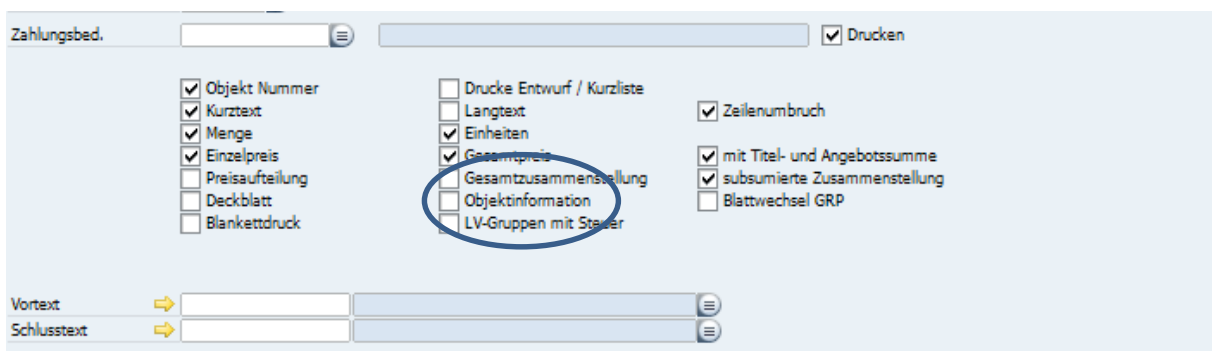 Zahlungsbed. Drucken
Objekt Nummer Drucke Entwurf / Kurzliste
Kurztext Langtext Zeilenumbruch
Menge Einheiten
Einzelpreis Gesamtpreis mit Titel- und Angebotssumme
Preisaufteilung Gesamtzusammenstellung subsumierte Zusammenstellung
Deckblatt Objektinformation Blattwechsel GRP
Blankettdruck LV-Gruppen mit Steuer
Vortext
Schlusstext